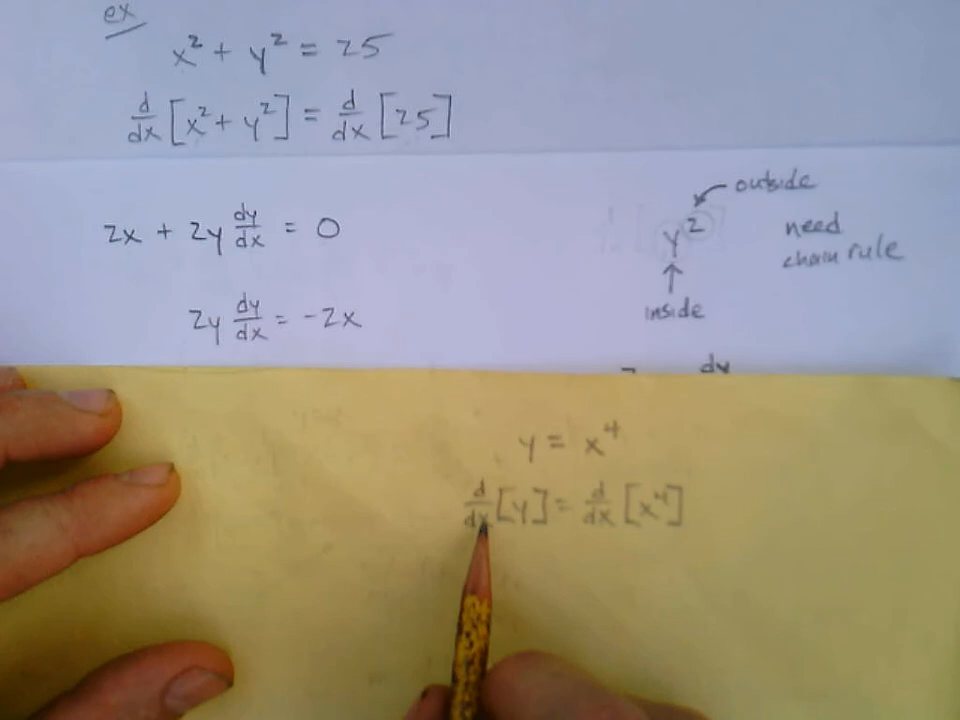 ex
x² + y² = 25
d/dx [x² + y²] = d/dx [25]
2x + 2y dy/dx = 0
2y dy/dx = -2x
outside
y²
inside
need
chain rule
dy
y = x⁴
d/dx [y] = d/dx [x⁴]